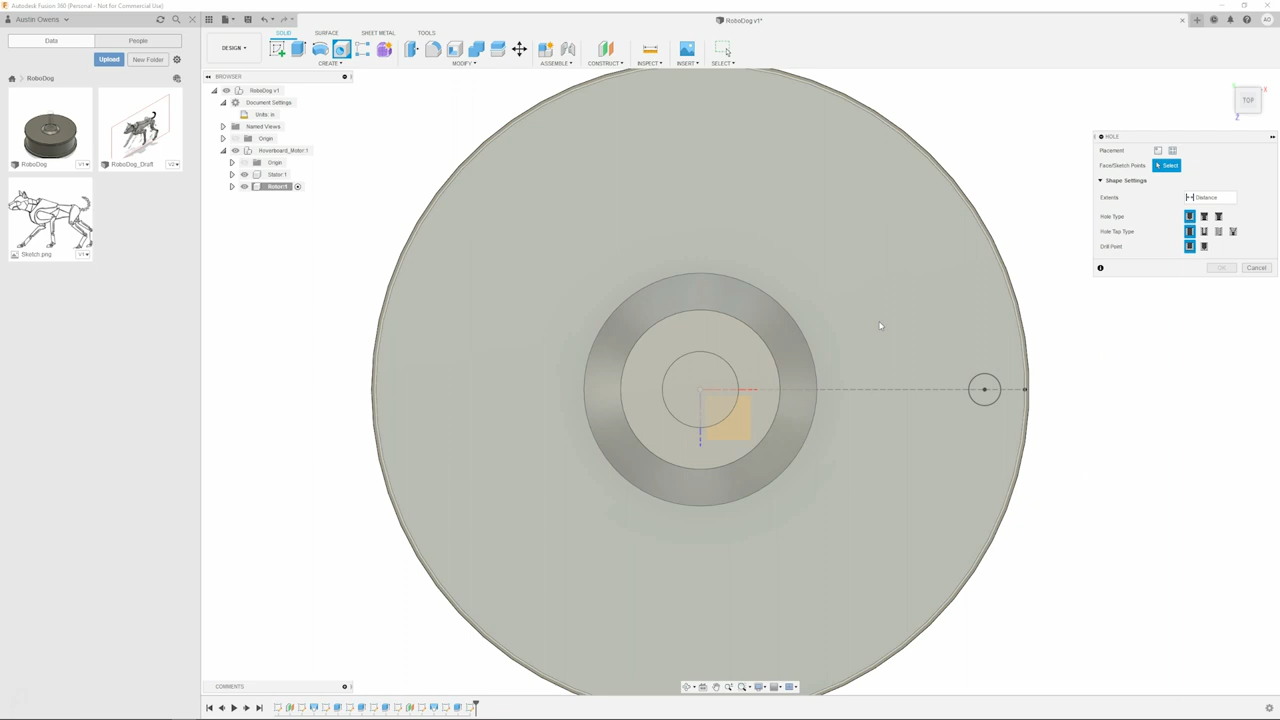 Autodesk Fusion 360 (Personal - Not for Commercial Use)
Austin Owens
RoboDog v1*
AO
Data
People
Upload
New Folder
RoboDog
RoboDog
V1
RoboDog_Draft
V2
Sketch.png
V1
DESIGN
SOLID
SURFACE
SHEET METAL
TOOLS
CREATE
MODIFY
ASSEMBLE
CONSTRUCT
INSPECT
INSERT
SELECT
BROWSER
RoboDog v1
Document Settings
Units: in
Named Views
Origin
Hoverboard_Motor:1
Origin
Stator:1
Rotor:1
TOP
X
Z
HOLE
Placement
Face/Sketch Points
Select
Shape Settings
Extents
Distance
Hole Type
Hole Tap Type
Drill Point
OK
Cancel
COMMENTS